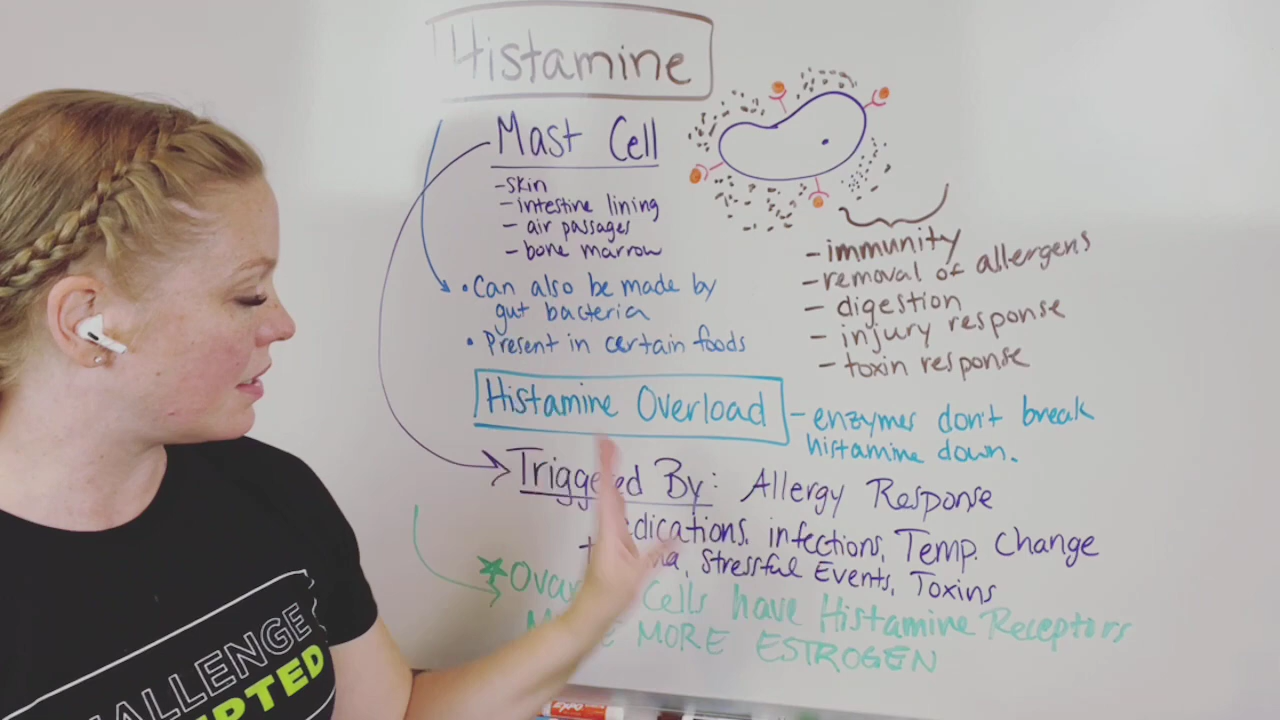 Histamine
Mast Cell
-skin
- intestine lining
- air passages
- bone marrow
• Can also be made by
gut bacteria
• Present in certain foods
- immunity
- removal of allergens
- digestion
- injury response
- toxin response
Histamine Overload
- enzymes don't break
histamine down.
Triggered By: Allergy Response
infections, Temp. Change
Stressful Events, Toxins
Cells have Histamine Receptors
MORE ESTROGEN
CHALLENGE